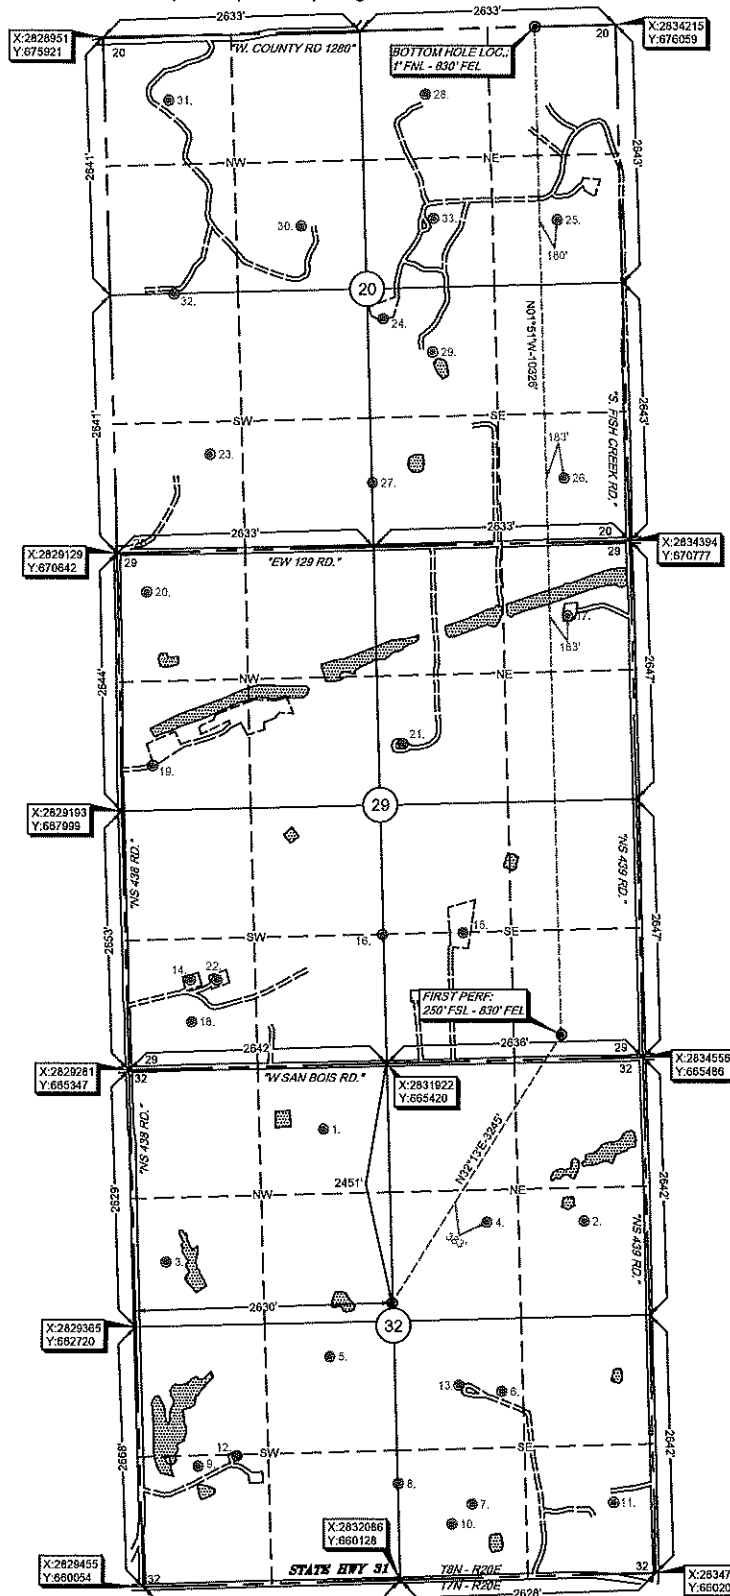 2633'
2633'
X:2828951
Y:675921
X:2834215
Y:676059
20
"W. COUNTY RD 1280"
20
BOTTOM HOLE LOC.:
1' FNL - 830' FEL
31.
28.
2641'
2643'
NW
NE
30.
33.
25.
180'
32.
20
24.
N01°51'W-10326'
29.
"S. FISH CREEK RD."
2641'
2643'
SW
SE
183'
23.
27.
26.
2633'
2633'
20
X:2829129
Y:670642
29
29
X:2834394
Y:670777
"EW 129 RD."
20.
17.
163'
2644'
NW
NE
2647'
21.
19.
X:2829193
Y:667999
29
"NS 438 RD."
"NS 439 RD."
2653'
SW
16.
15.
SE
2647'
14.
22.
18.
FIRST PERF:
250' FSL - 830' FEL
29
2642'
2636'
29
X:2829281
Y:665347
32
"W SAN BOIS RD."
X:2831922
Y:665420
32
X:2834556
Y:665486
"NS 438 RD."
1.
N32°13'E-3245'
2629'
NW
2451'
NE
2642'
4.
2.
383'
"NS 439 RD."
3.
2630'
X:2829365
Y:662720
32
5.
13.
6.
2668'
12.
SW
SE
2642'
9.
8.
7.
11.
10.
X:2832086
Y:660128
X:2829455
Y:660054
32
STATE HWY 31
T8N - R20E
T7N - R20E
32
X:28347
Y:66020
2628'